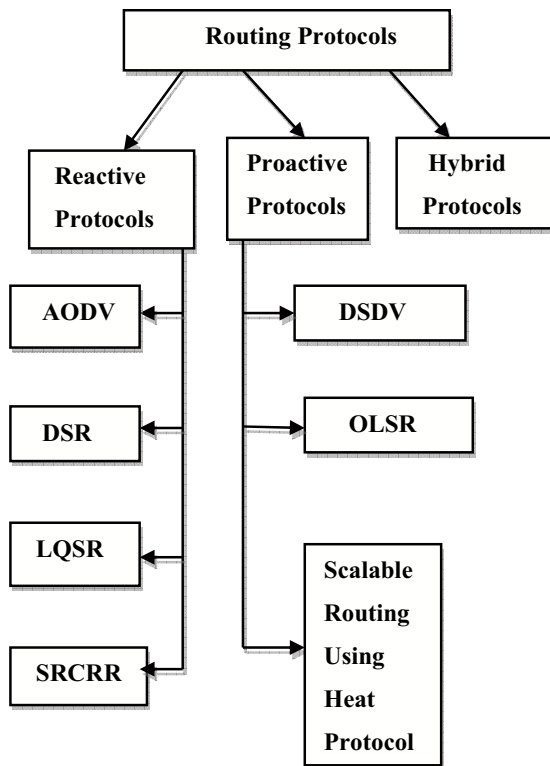 Routing Protocols
Reactive
Protocols
Proactive
Protocols
Hybrid
Protocols
AODV
DSR
LQSR
SRCRR
DSDV
OLSR
Scalable
Routing
Using
Heat
Protocol